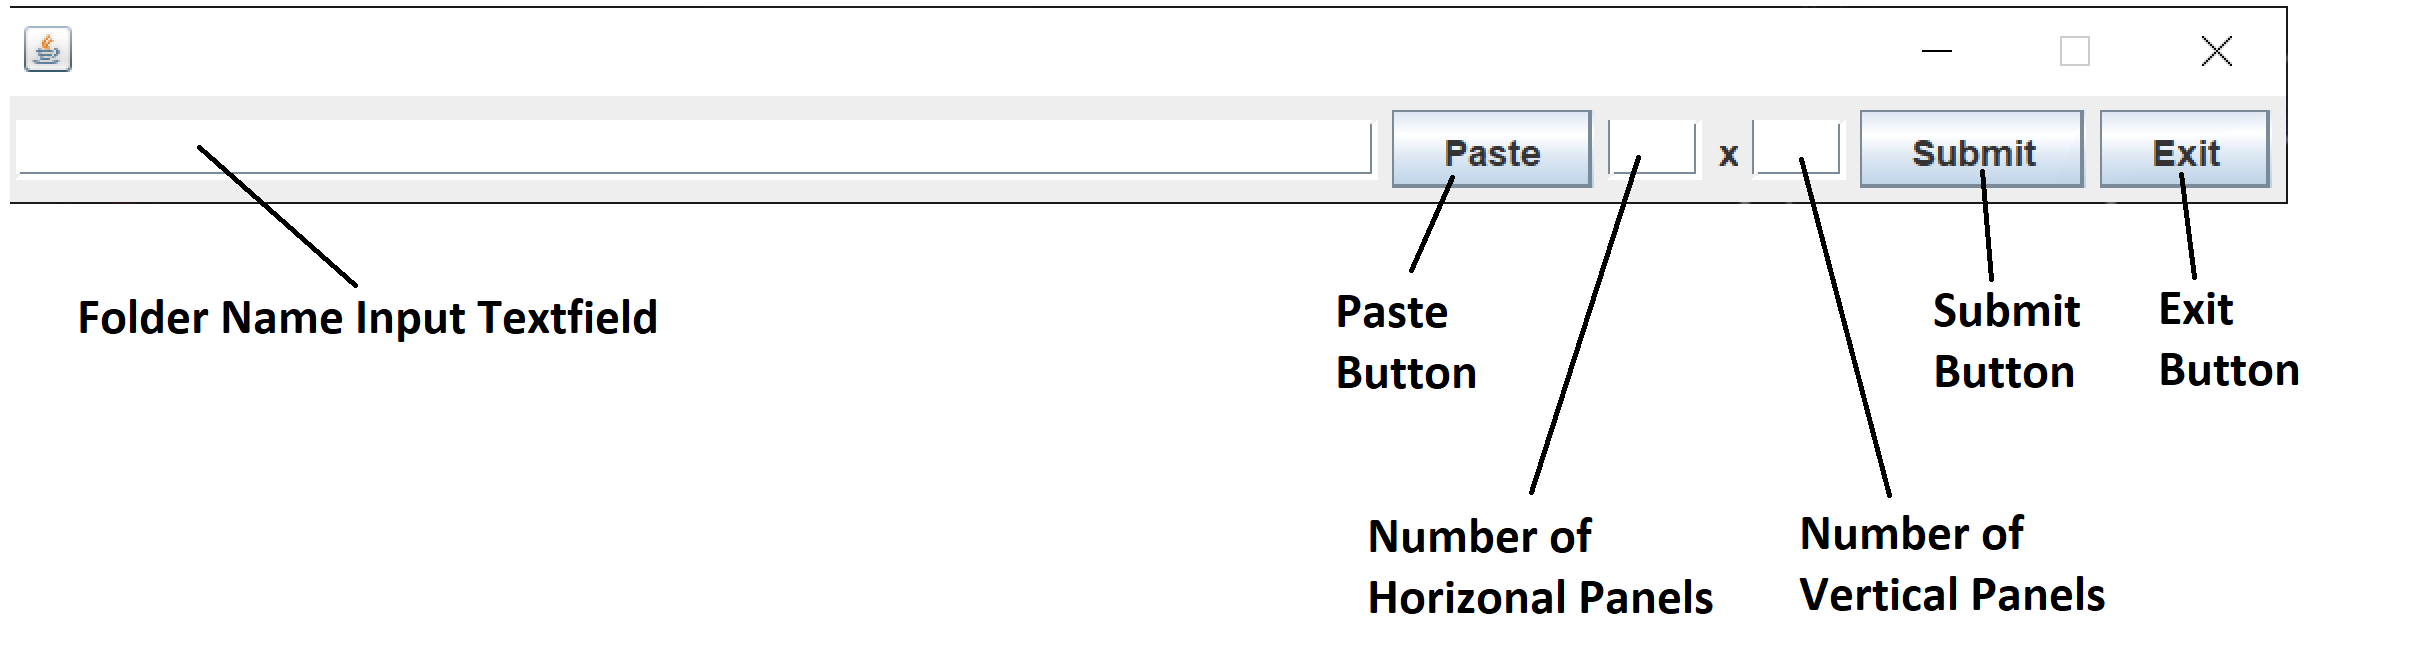 Paste x Submit Exit
Folder Name Input Textfield
Paste
Button
Submit
Button
Exit
Button
Number of
Horizonal Panels
Number of
Vertical Panels